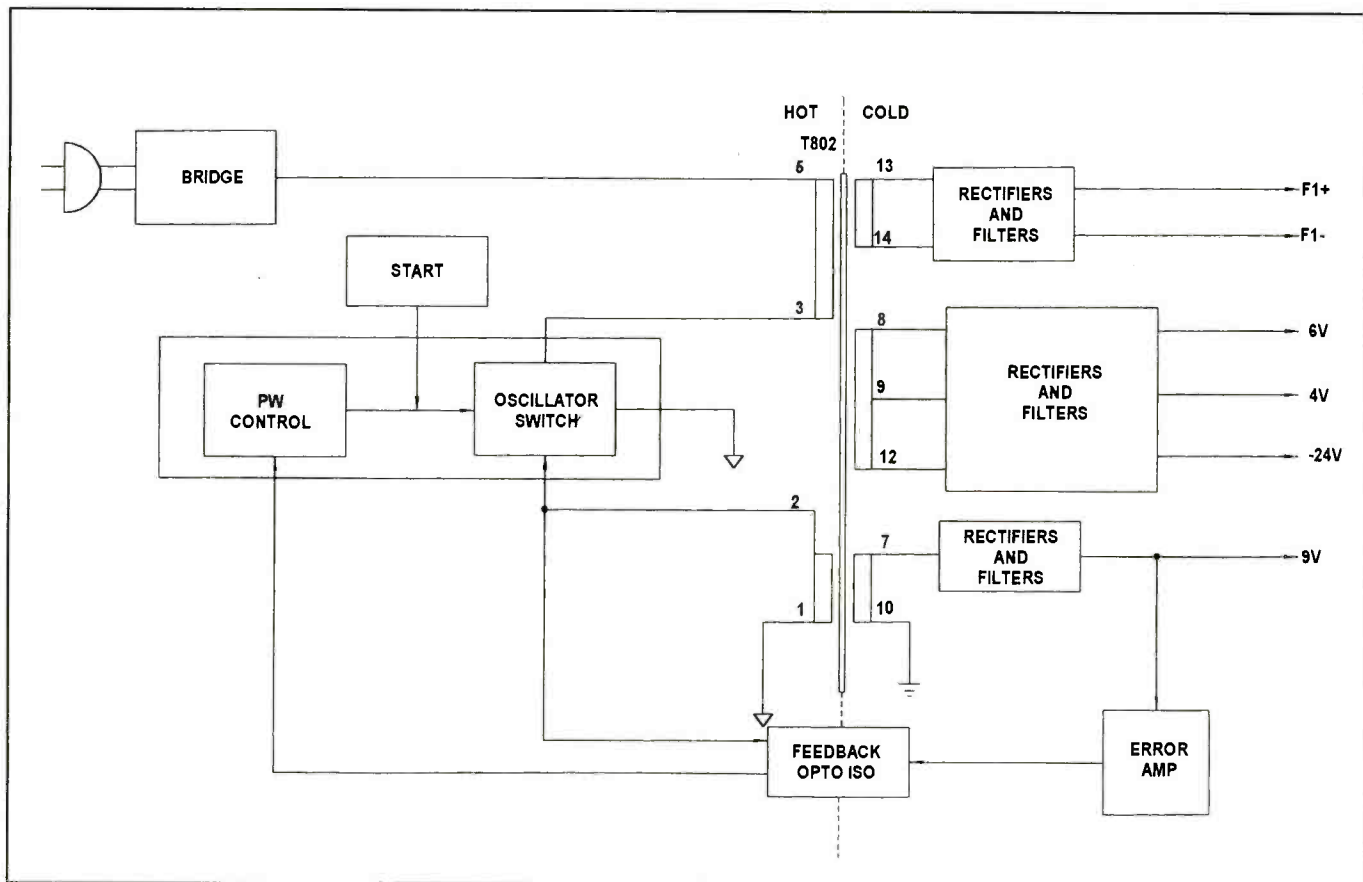 HOT
COLD
T802
BRIDGE
5
13
RECTIFIERS
AND
FILTERS
F1+
14
F1-
START
3
8
6V
PW
CONTROL
OSCILLATOR
SWITCH
9
RECTIFIERS
AND
FILTERS
4V
12
-24V
2
7
RECTIFIERS
AND
FILTERS
9V
1
10
FEEDBACK
OPTO ISO
ERROR
AMP